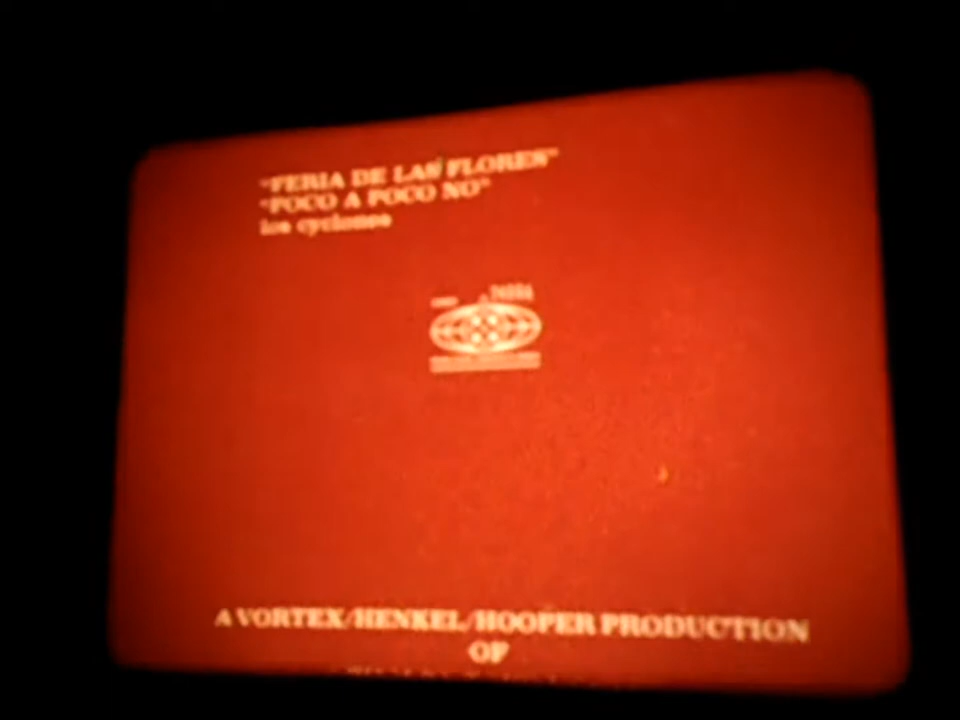 "FERIA DE LAS FLORES"
"POCO A POCO NO"
los cyclones
A VORTEX/HENKEL/HOOPER PRODUCTION
OF